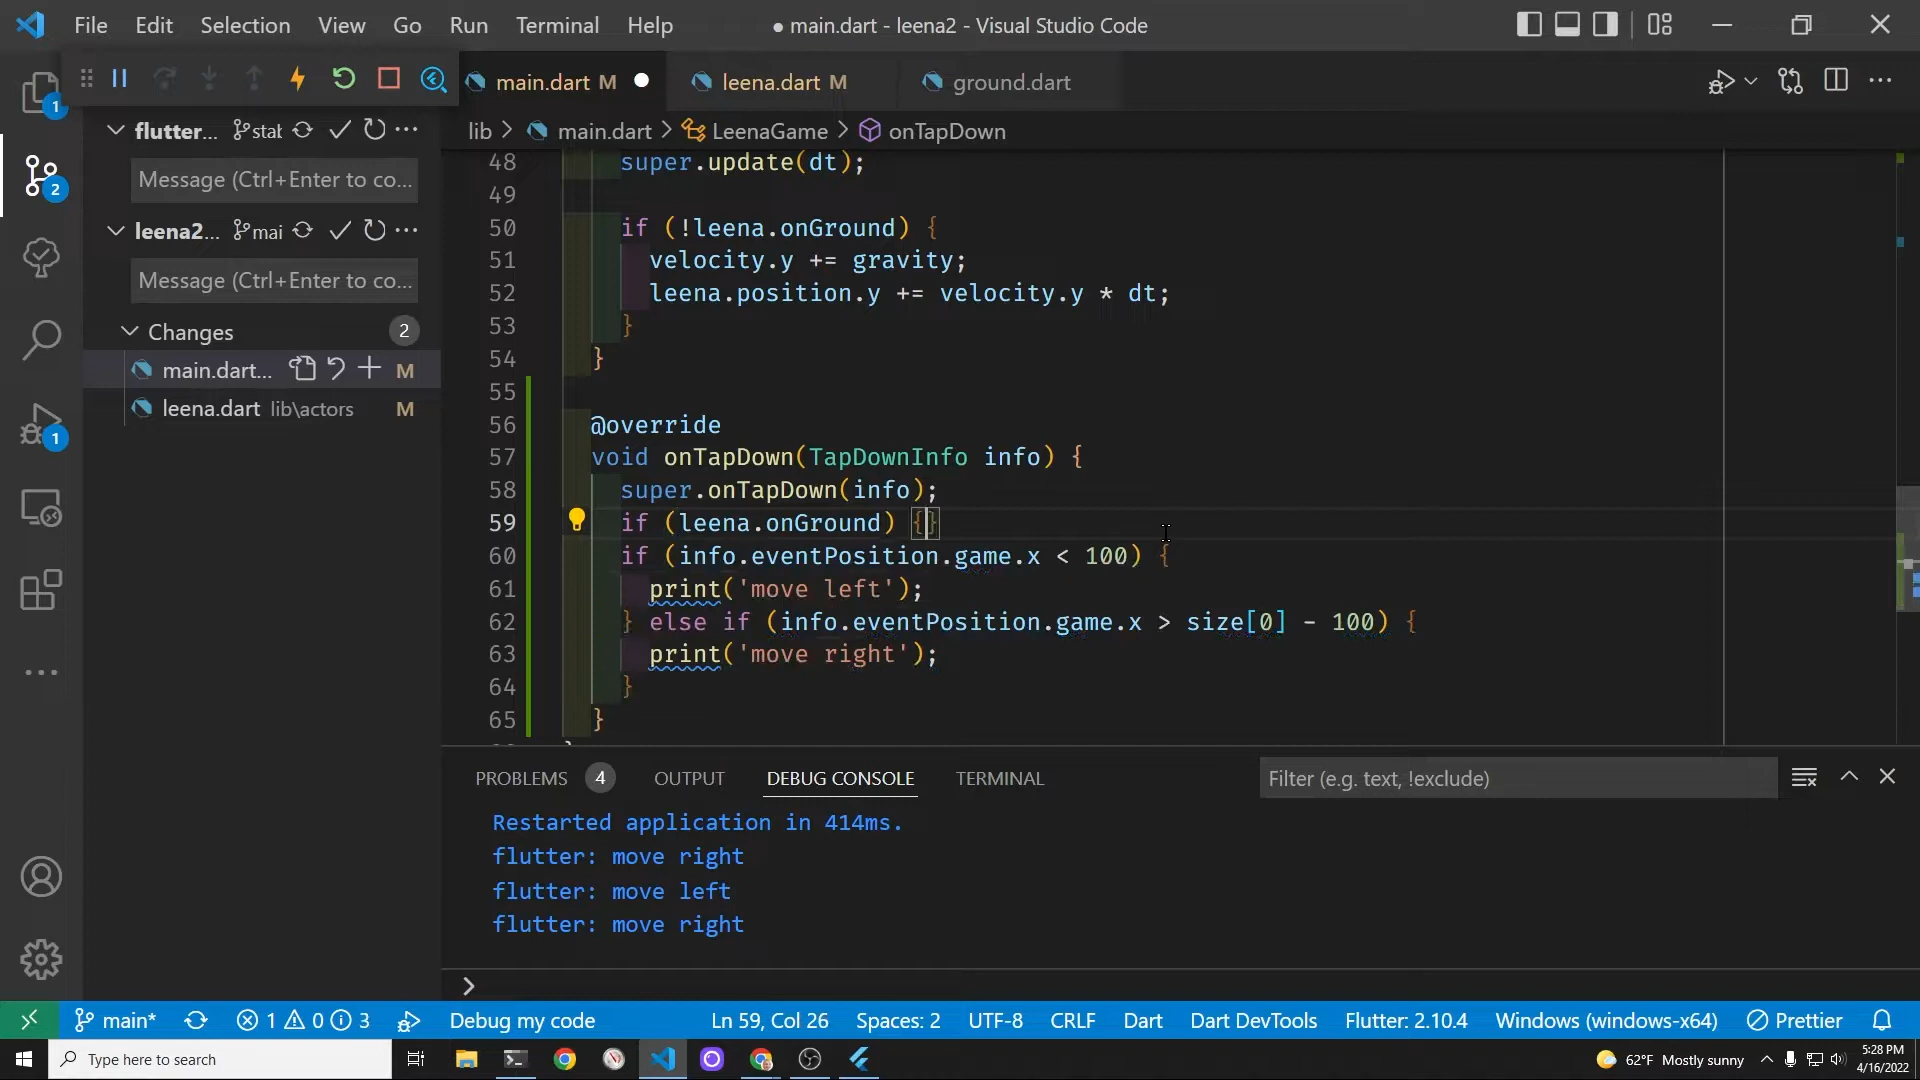 File Edit Selection View Go Run Terminal Help
● main.dart - leena2 - Visual Studio Code
main.dart M
leena.dart M
ground.dart
lib > main.dart > LeenaGame > onTapDown
1
flutter... stal
Message (Ctrl+Enter to co...
2
leena2... mai
Message (Ctrl+Enter to co...
Changes 2
main.dart... M
leena.dart lib\actors M
1
48 super.update(dt);
49
50 if (!leena.onGround) {
51 velocity.y += gravity;
52 leena.position.y += velocity.y * dt;
53 }
54 }
55
56 @override
57 void onTapDown(TapDownInfo info) {
58 super.onTapDown(info);
59 if (leena.onGround) {}
60 if (info.eventPosition.game.x < 100) {
61 print('move left');
62 } else if (info.eventPosition.game.x > size[0] - 100) {
63 print('move right');
64 }
65 }
PROBLEMS 4 OUTPUT DEBUG CONSOLE TERMINAL
Filter (e.g. text, !exclude)
Restarted application in 414ms.
flutter: move right
flutter: move left
flutter: move right
>
main* 1 0 3 Debug my code Ln 59, Col 26 Spaces: 2 UTF-8 CRLF Dart Dart DevTools Flutter: 2.10.4 Windows (windows-x64) Prettier
Type here to search
62°F Mostly sunny
5:28 PM
4/16/2022